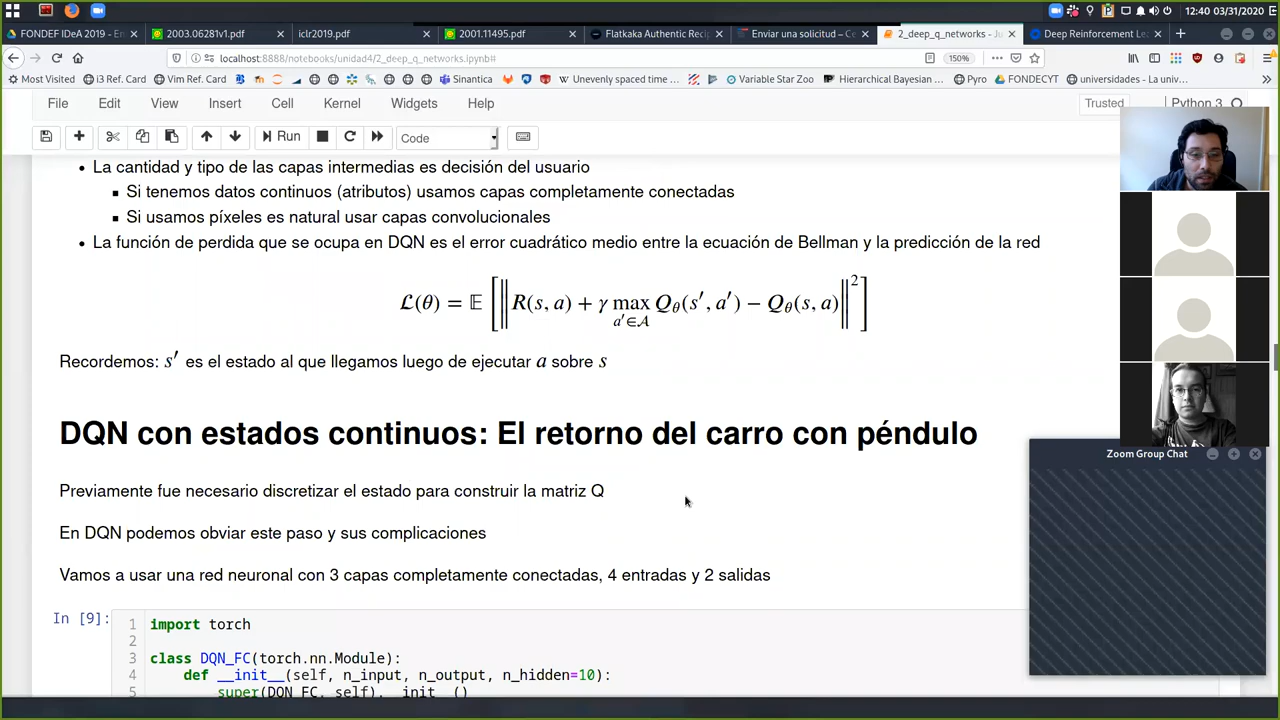 12:40 03/31/2020
FONDEF IDeA 2019 - En
2003.06281v1.pdf
iclr2019.pdf
2001.11495.pdf
Flatkaka Authentic Recip
Enviar una solicitud – Ce
2_deep_q_networks - Ju
Deep Reinforcement Le
localhost:8888/notebooks/unidad4/2_deep_q_networks.ipynb#
150%
Most Visited
i3 Ref. Card
Vim Ref. Card
Sinantica
Unevenly spaced time ...
Variable Star Zoo
Hierarchical Bayesian ...
Pyro
FONDECYT
universidades - La univ...
File Edit View Insert Cell Kernel Widgets Help
Trusted
Python 3
Run
Code
• La cantidad y tipo de las capas intermedias es decisión del usuario
▪ Si tenemos datos continuos (atributos) usamos capas completamente conectadas
▪ Si usamos píxeles es natural usar capas convolucionales
• La función de perdida que se ocupa en DQN es el error cuadrático medio entre la ecuación de Bellman y la predicción de la red
ℒ(θ) = 𝔼 [‖R(s, a) + γ max_{a′∈𝒜} Q_θ(s′, a′) − Q_θ(s, a)‖²]
Recordemos: s′ es el estado al que llegamos luego de ejecutar a sobre s
DQN con estados continuos: El retorno del carro con péndulo
Zoom Group Chat
Previamente fue necesario discretizar el estado para construir la matriz Q
En DQN podemos obviar este paso y sus complicaciones
Vamos a usar una red neuronal con 3 capas completamente conectadas, 4 entradas y 2 salidas
In [9]:
1 import torch
2
3 class DQN_FC(torch.nn.Module):
4 def __init__(self, n_input, n_output, n_hidden=10):
5 super(DQN_FC, self).__init__()